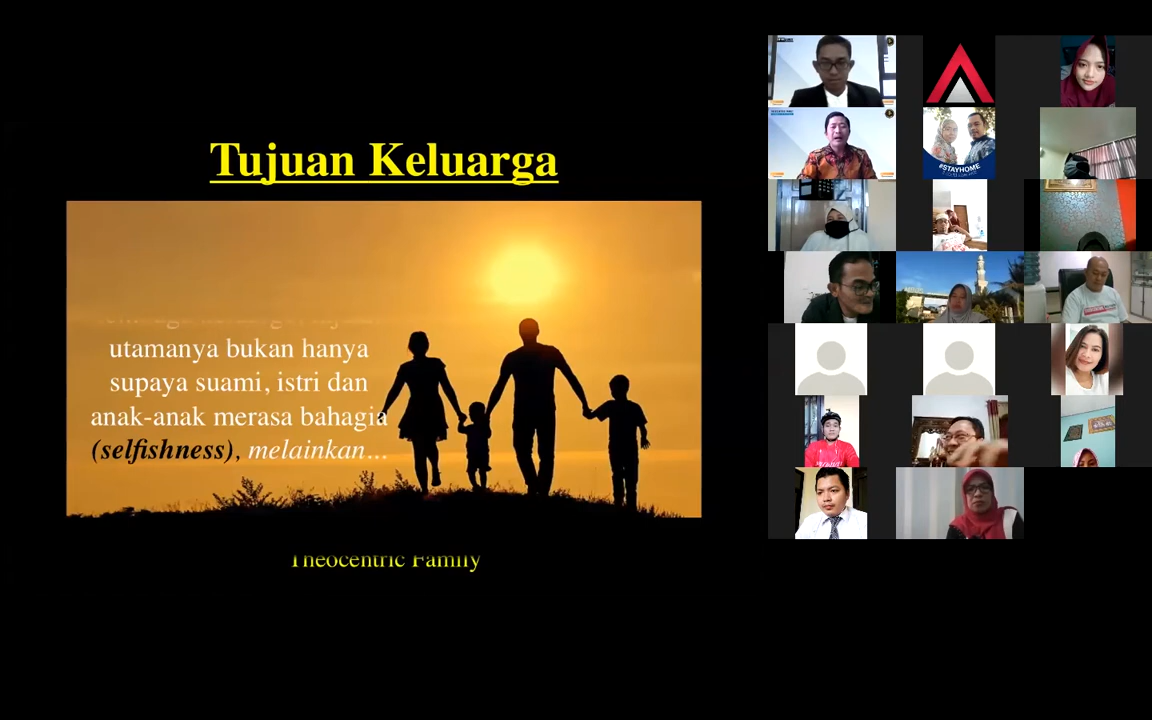 Tujuan Keluarga
utamanya bukan hanya
supaya suami, istri dan
anak-anak merasa bahagia
(selfishness), melainkan...
Theocentric Family
#STAYHOME